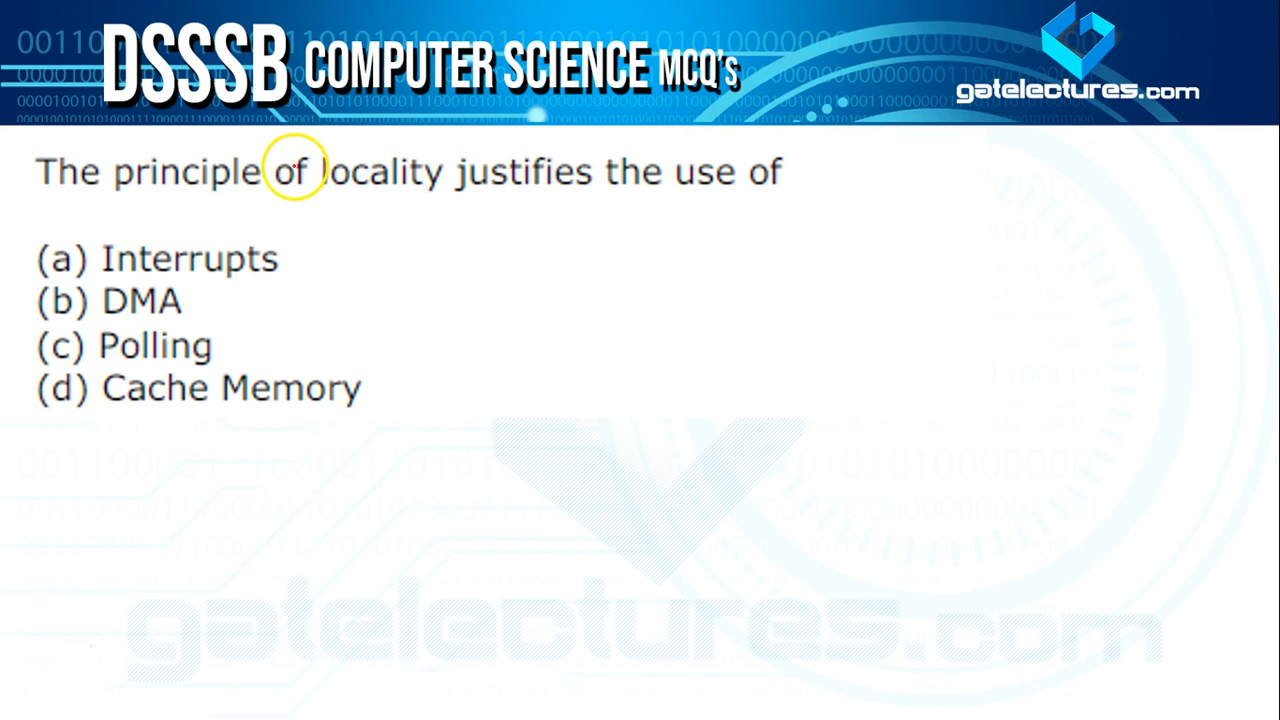 DSSSB COMPUTER SCIENCE MCQ's
gatelectures.com
The principle of locality justifies the use of
(a) Interrupts
(b) DMA
(c) Polling
(d) Cache Memory
gatelectures.com